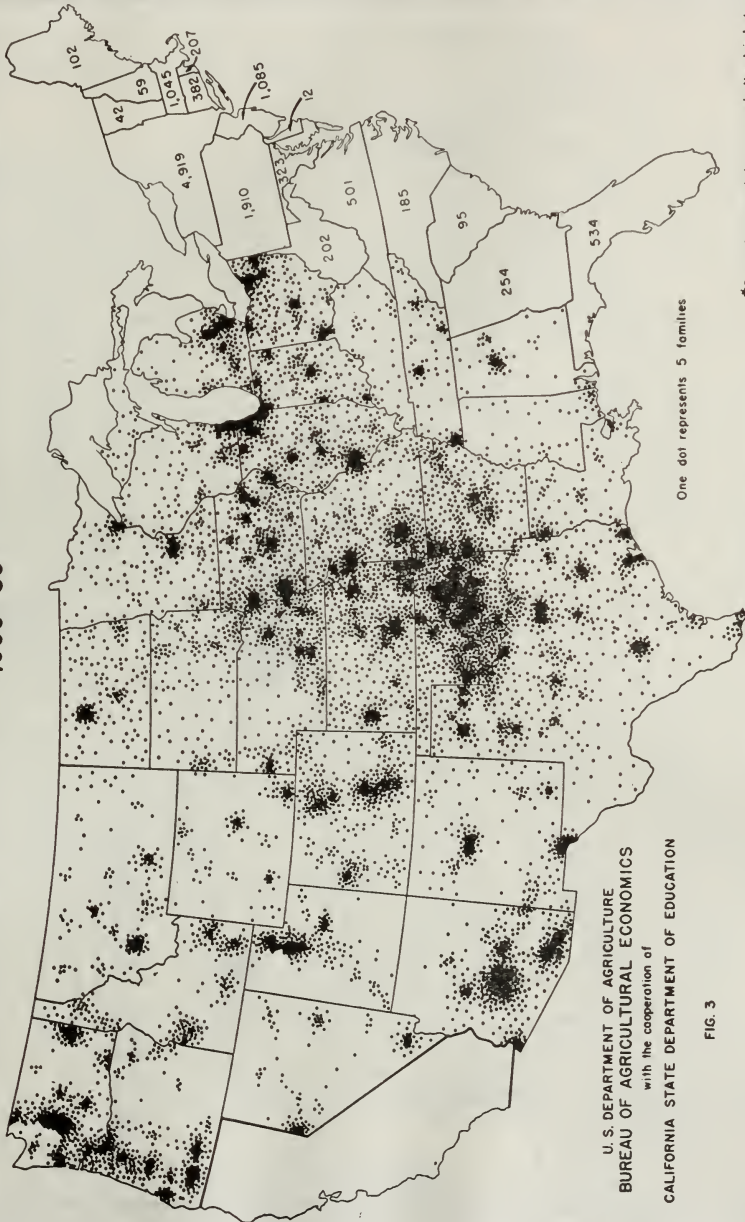 102
42
59
1,045
207
382
4,919
1,085
1,910
12
323
202
501
185
95
254
534
One dot represents 5 families
U. S. DEPARTMENT OF AGRICULTURE
BUREAU OF AGRICULTURAL ECONOMICS
with the cooperation of
CALIFORNIA STATE DEPARTMENT OF EDUCATION
FIG. 3